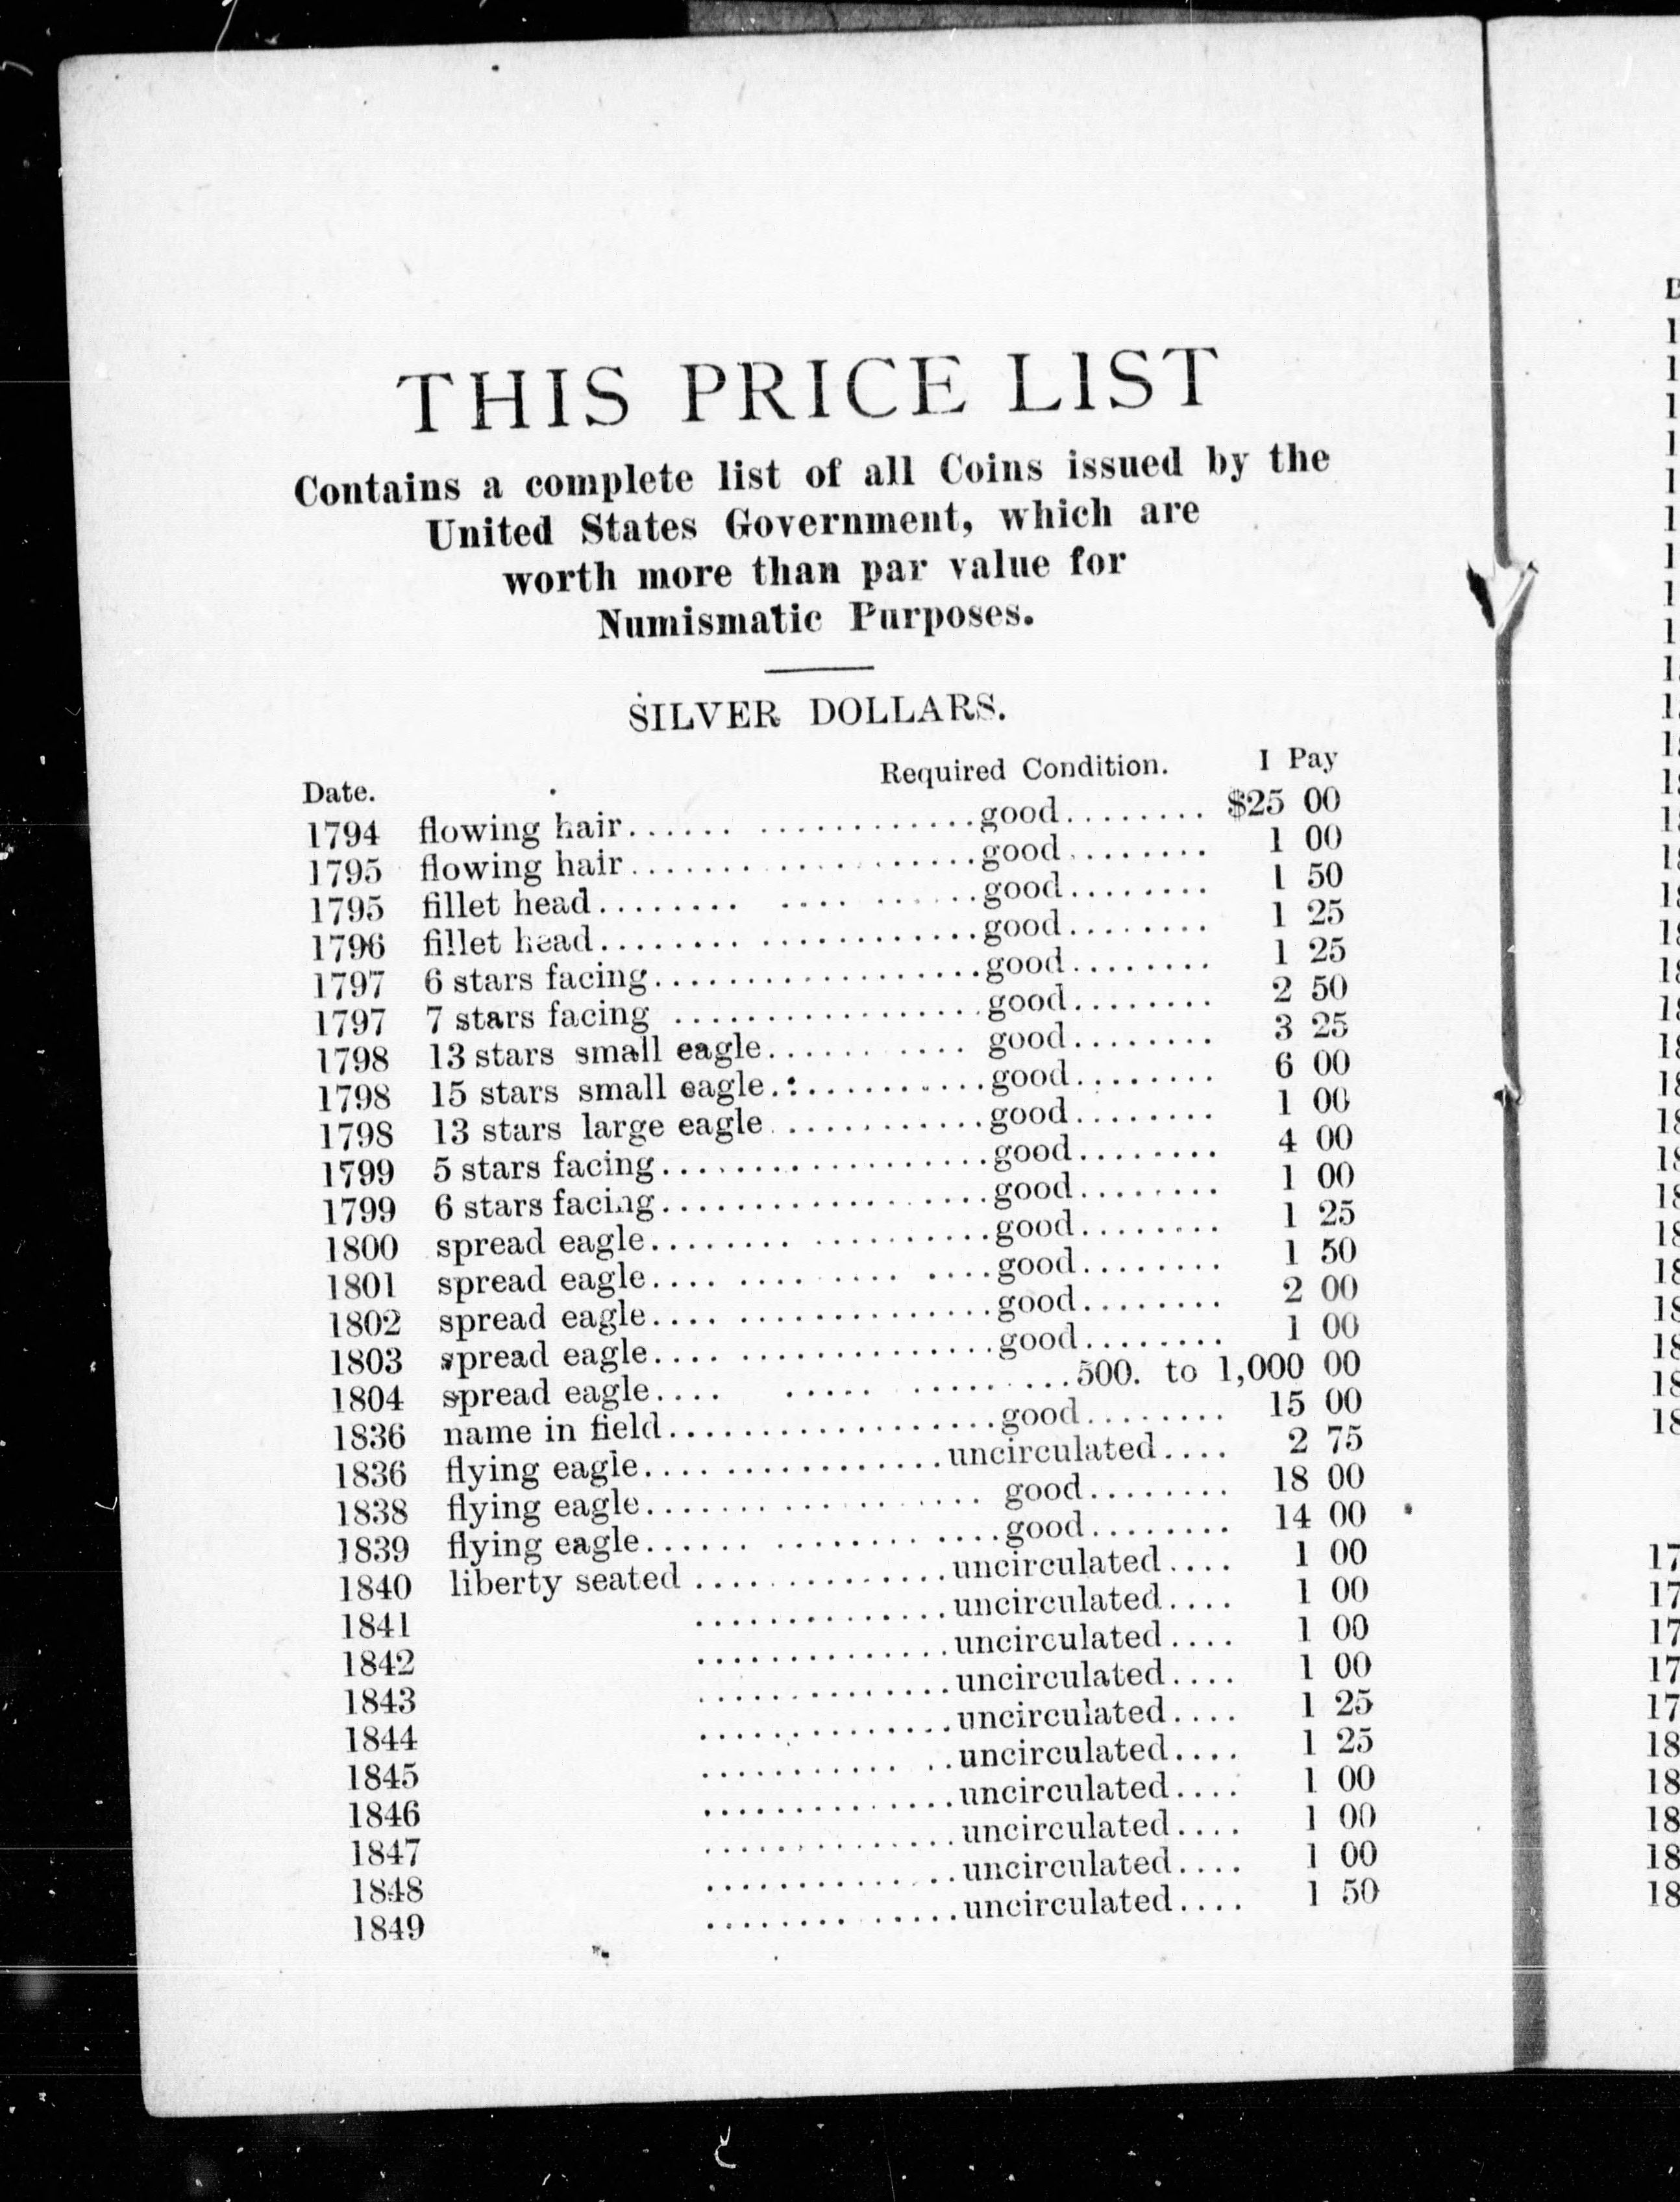 THIS PRICE LIST
Contains a complete list of all Coins issued by the
United States Government, which are
worth more than par value for
Numismatic Purposes.
SILVER DOLLARS.
Date. Required Condition. I Pay
1794 flowing hair.....................good........ $25 00
1795 flowing hair.....................good........ 1 00
1795 fillet head.....................good........ 1 50
1796 fillet head.....................good........ 1 25
1797 6 stars facing..................good........ 1 25
1797 7 stars facing .................good........ 2 50
1798 13 stars small eagle........... good........ 3 25
1798 15 stars small eagle............good........ 6 00
1798 13 stars large eagle............good........ 1 00
1799 5 stars facing..................good........ 4 00
1799 6 stars facing..................good........ 1 00
1800 spread eagle..................good........ 1 25
1801 spread eagle..................good........ 1 50
1802 spread eagle..................good........ 2 00
1803 spread eagle..................good........ 1 00
1804 spread eagle....................500. to 1,000 00
1836 name in field..................good........ 15 00
1836 flying eagle................uncirculated.... 2 75
1838 flying eagle.................. good........ 18 00
1839 flying eagle...................good........ 14 00
1840 liberty seated ..............uncirculated.... 1 00
1841 ..............uncirculated.... 1 00
1842 ..............uncirculated.... 1 00
1843 ..............uncirculated.... 1 00
1844 ..............uncirculated.... 1 25
1845 .............uncirculated.... 1 25
1846 ..............uncirculated.... 1 00
1847 ..............uncirculated.... 1 00
1848 ..............uncirculated.... 1 00
1849 ..............uncirculated.... 1 50